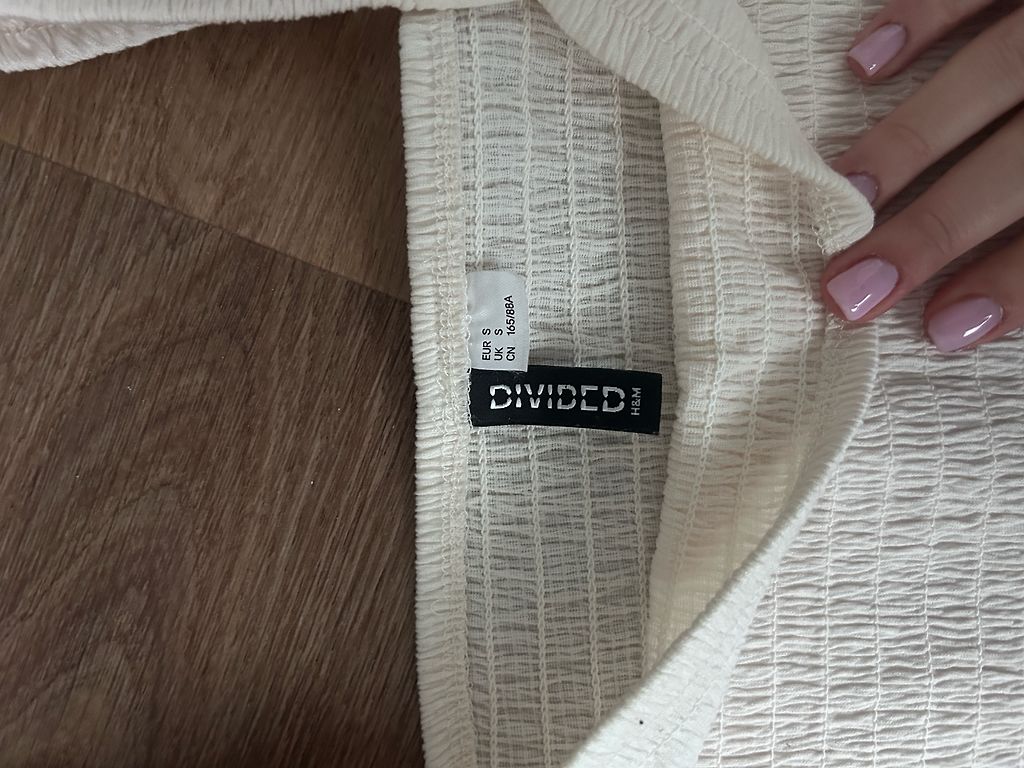 EUR S
UK S
CN 165/88A
DIVIDED
H&M